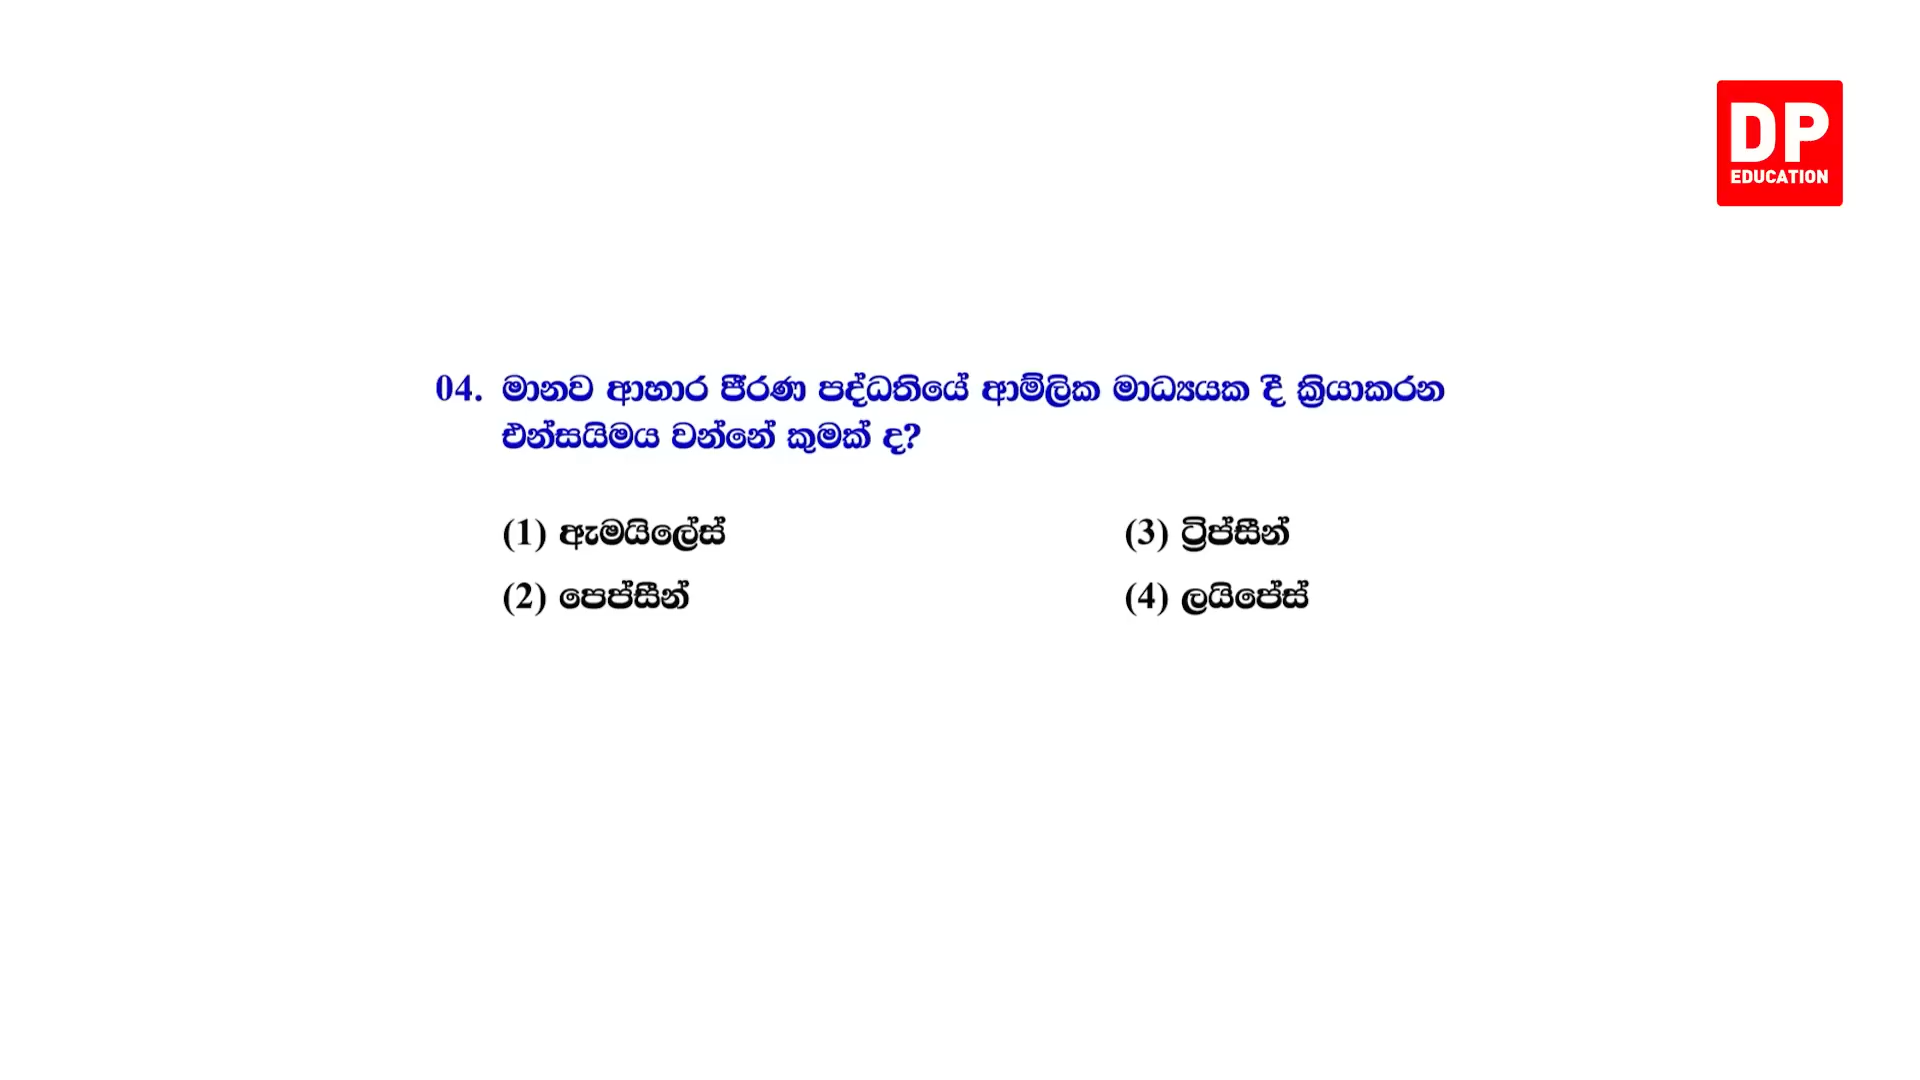 DP
EDUCATION
04. මානව ආහාර ජීරණ පද්ධතියේ ආම්ලික මාධ්‍යයක දී ක්‍රියාකරන
එන්සයිමය වන්නේ කුමක් ද?
(1) ඇමයිලේස් (3) ට්‍රිප්සීන්
(2) පෙප්සීන් (4) ලයිපේස්